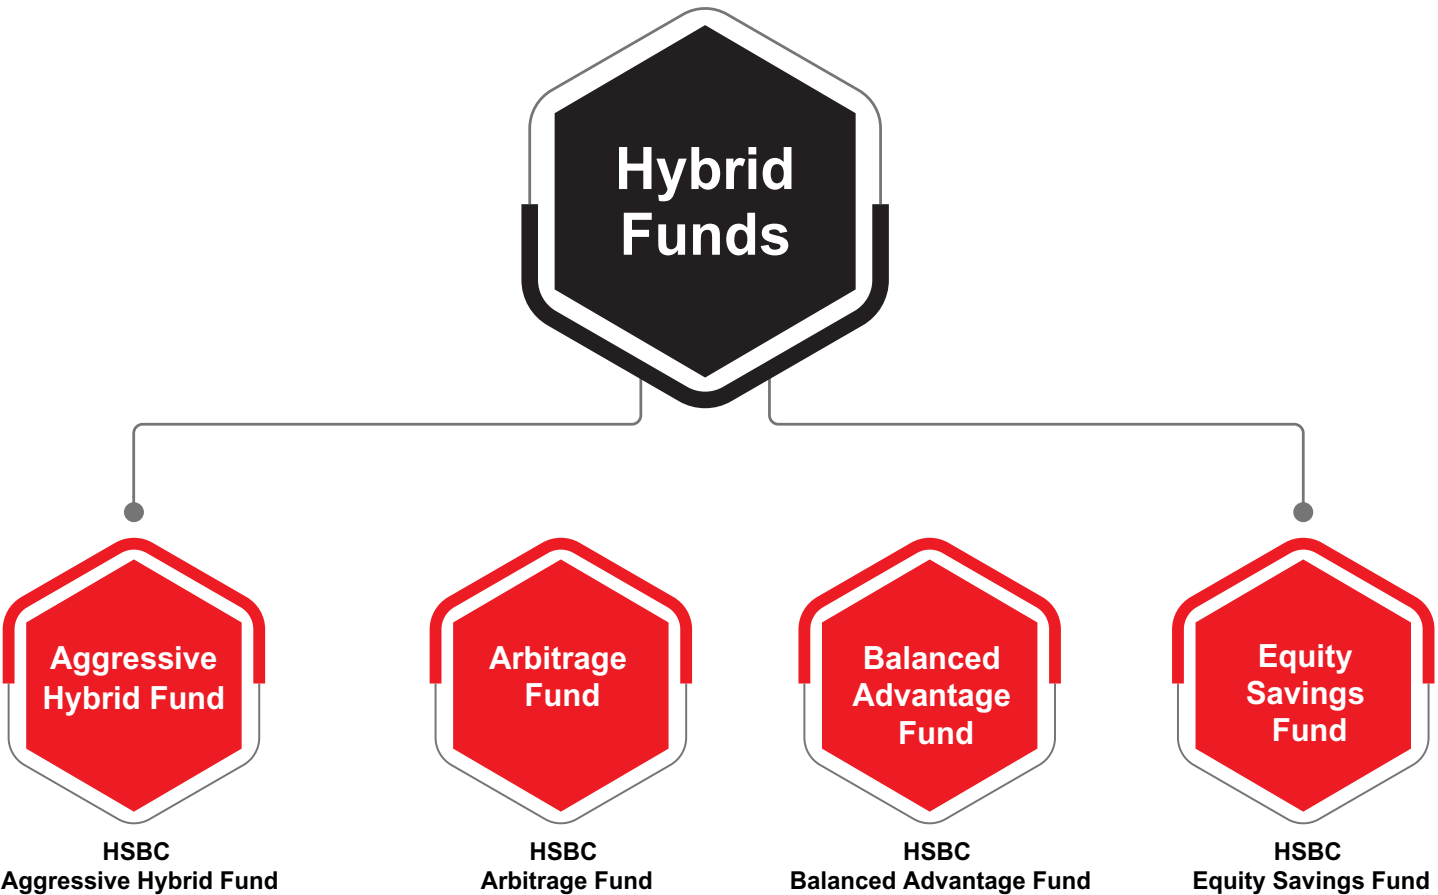 Hybrid
Funds
Aggressive
Hybrid Fund
Arbitrage
Fund
Balanced
Advantage
Fund
Equity
Savings
Fund
HSBC
Aggressive Hybrid Fund
HSBC
Arbitrage Fund
HSBC
Balanced Advantage Fund
HSBC
Equity Savings Fund